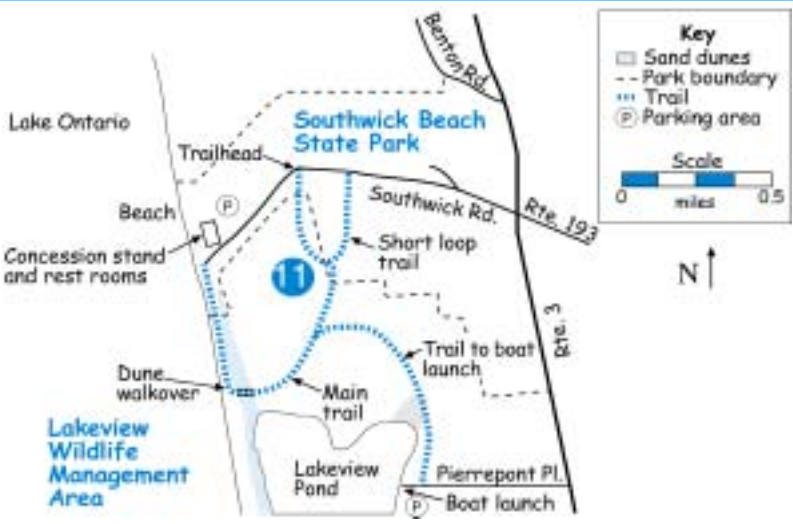 Benton Rd.
Key
Sand dunes
Park boundary
Trail
P Parking area
Scale
0 0.5
miles
N
Lake Ontario
Southwick Beach
State Park
Trailhead
Beach
P
Southwick Rd.
Rte. 193
Concession stand
and rest rooms
Short loop
trail
11
Rte. 3
Trail to boat
launch
Dune
walkover
Main
trail
Lakeview
Wildlife
Management
Area
Lakeview
Pond
Pierrepont Pl.
P
Boat launch